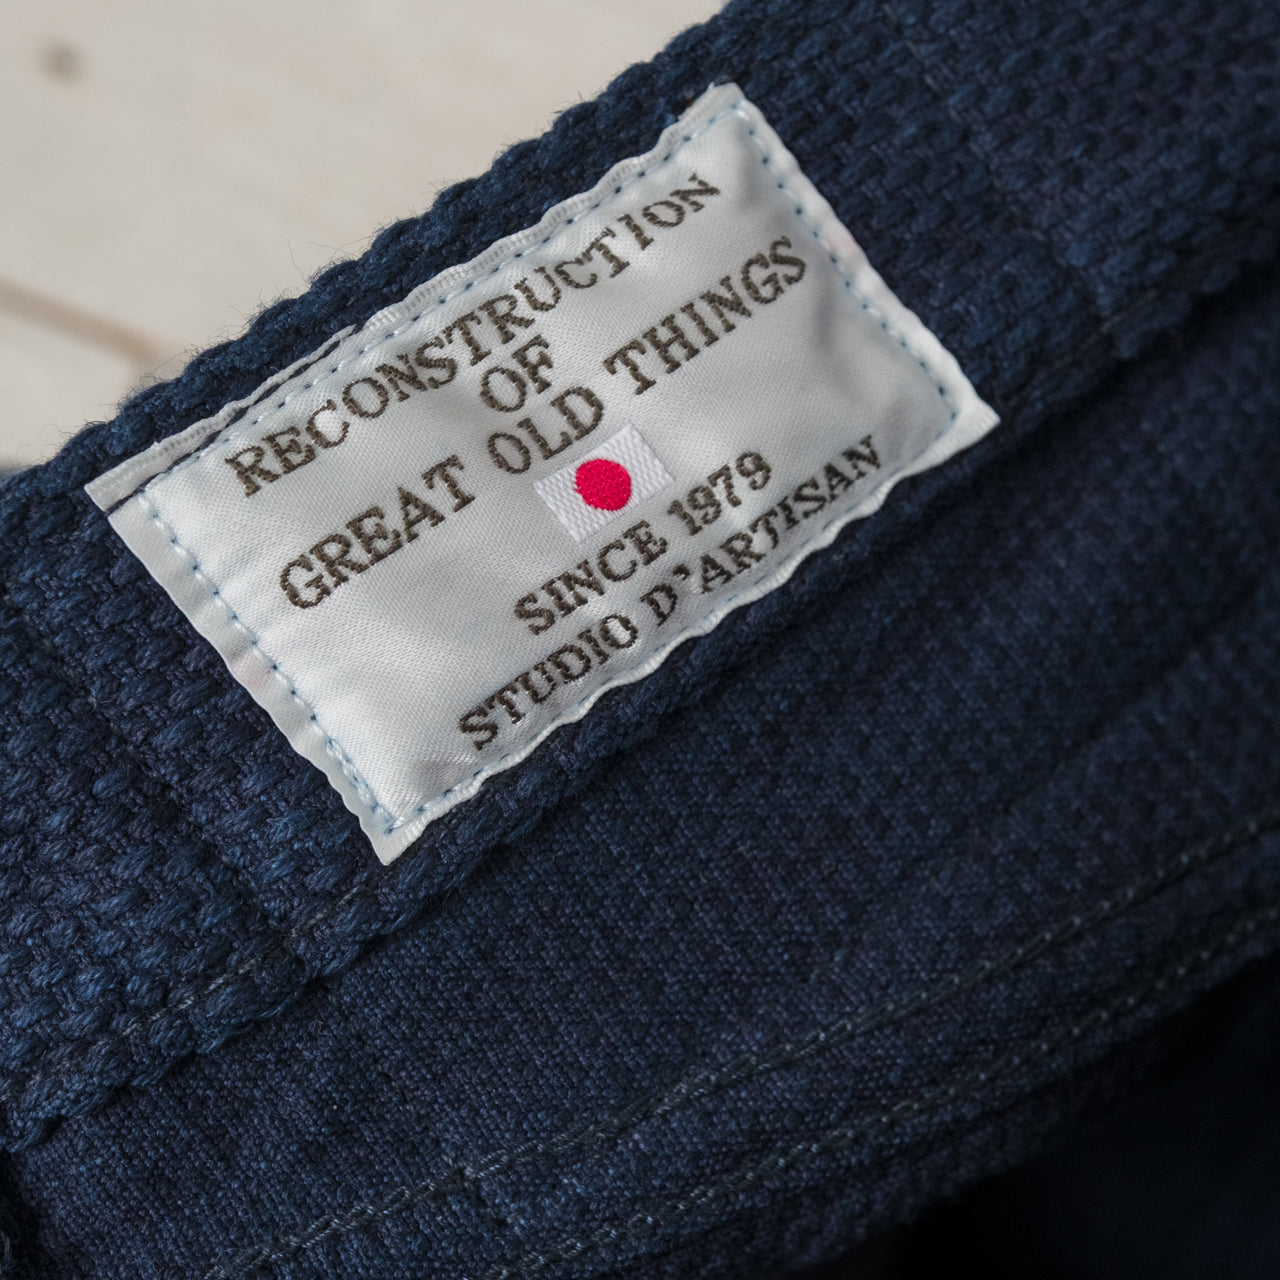 RECONSTRUCTION
OF
GREAT OLD THINGS
SINCE 1979
STUDIO D'ARTISAN